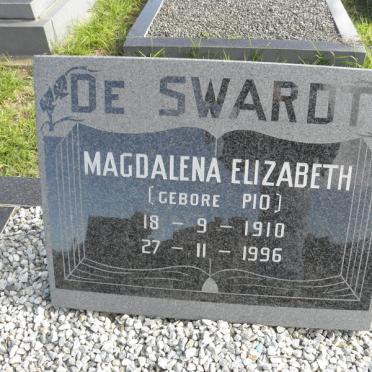 DE SWARDT
MAGDALENA ELIZABETH
(GEBORE PIO)
18 - 9 - 1910
27 - 11 - 1996